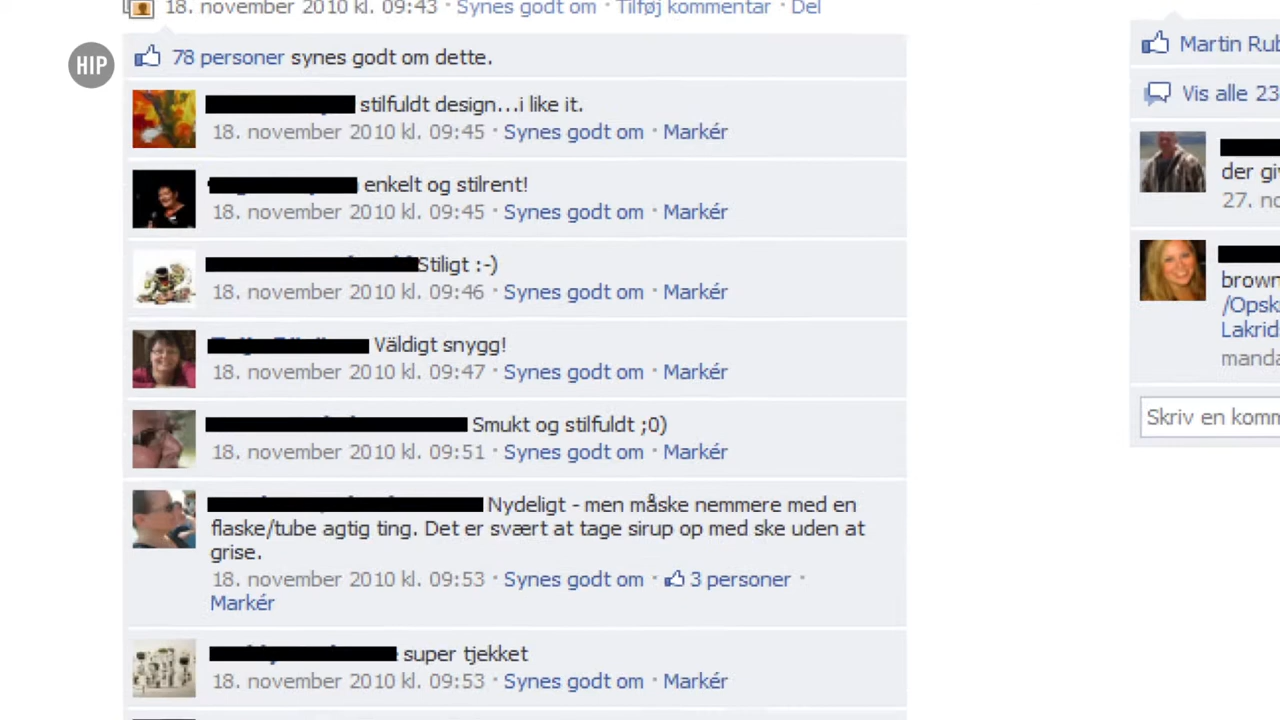 18. november 2010 kl. 09:43 · Synes godt om · Tilføj kommentar · Del
HIP
78 personer synes godt om dette.
stilfuldt design...i like it.
18. november 2010 kl. 09:45 · Synes godt om · Markér
enkelt og stilrent!
18. november 2010 kl. 09:45 · Synes godt om · Markér
Stiligt :-)
18. november 2010 kl. 09:46 · Synes godt om · Markér
Väldigt snygg!
18. november 2010 kl. 09:47 · Synes godt om · Markér
Smukt og stilfuldt ;0)
18. november 2010 kl. 09:51 · Synes godt om · Markér
Nydeligt - men måske nemmere med en
flaske/tube agtig ting. Det er svært at tage sirup op med ske uden at
grise.
18. november 2010 kl. 09:53 · Synes godt om · 3 personer ·
Markér
super tjekket
18. november 2010 kl. 09:53 · Synes godt om · Markér
Martin Rub
Vis alle 23
der giv
27. no
brown
/Opsk
Lakrid
manda
Skriv en komm